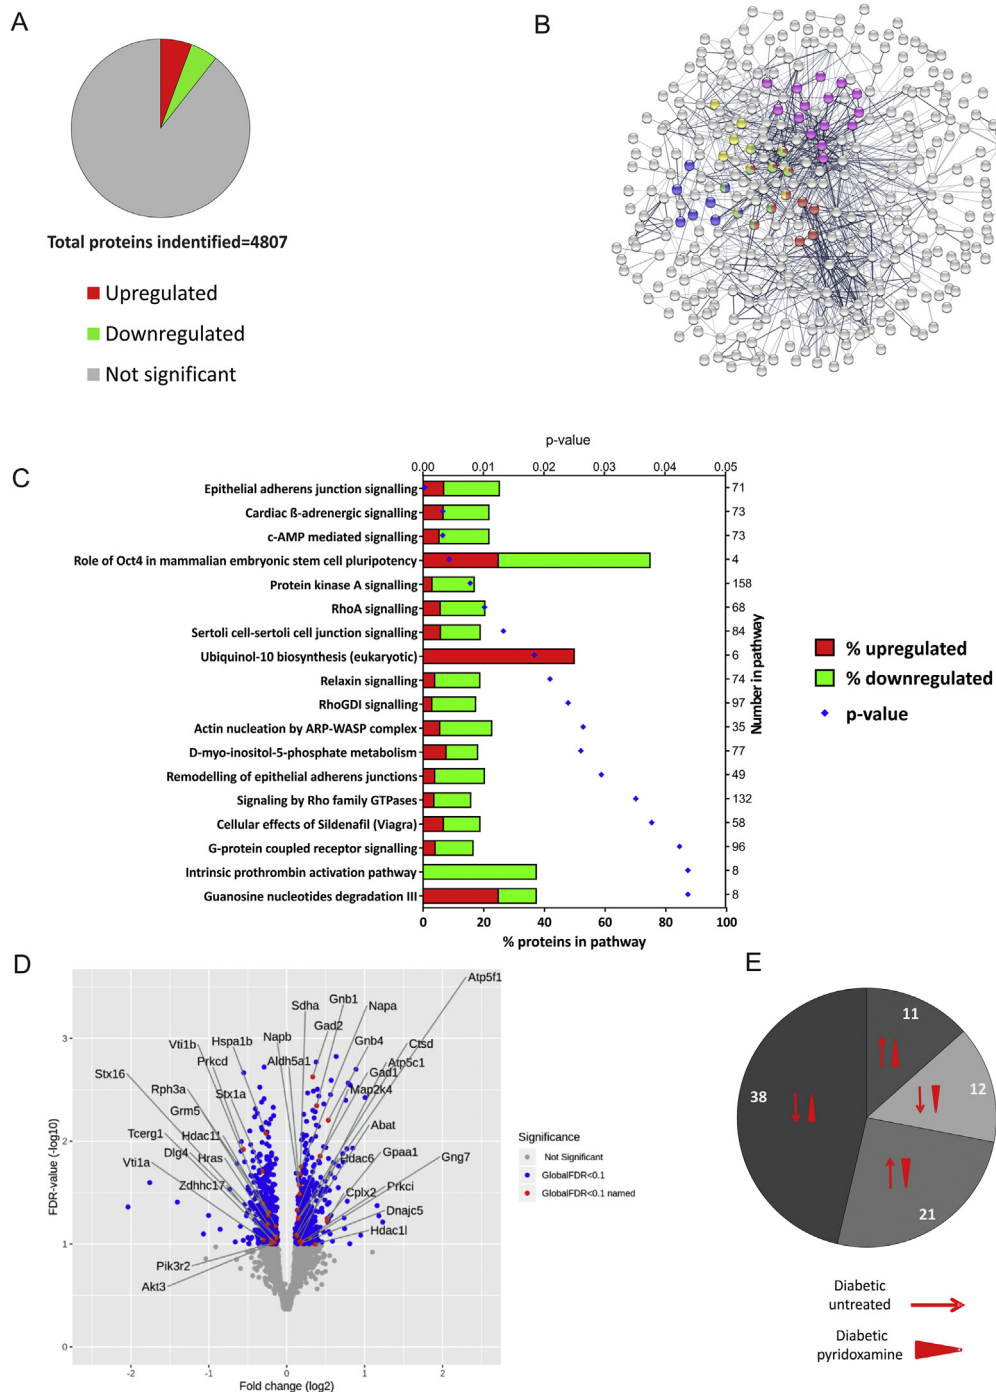 A
Total proteins indentified=4807
Upregulated
Downregulated
Not significant
B
C
p-value
0.00 0.01 0.02 0.03 0.04 0.05
Epithelial adherens junction signalling 71
Cardiac ß-adrenergic signalling 73
c-AMP mediated signalling 73
Role of Oct4 in mammalian embryonic stem cell pluripotency 4
Protein kinase A signalling 158
RhoA signalling 68
Sertoli cell-sertoli cell junction signalling 84
Ubiquinol-10 biosynthesis (eukaryotic) 6
Relaxin signalling 74
RhoGDI signalling 97
Actin nucleation by ARP-WASP complex 35
D-myo-inositol-5-phosphate metabolism 77
Remodelling of epithelial adherens junctions 49
Signaling by Rho family GTPases 132
Cellular effects of Sildenafil (Viagra) 58
G-protein coupled receptor signalling 96
Intrinsic prothrombin activation pathway 8
Guanosine nucleotides degradation III 8
0 20 40 60 80 100
% proteins in pathway
Number in pathway
% upregulated
% downregulated
p-value
D
Atp5f1
Gnb1
Sdha
Napa
Gad2
Napb
Gnb4
Ctsd
Hspa1b
Vti1b
Aldh5a1
Atp5c1
Prkcd
Gad1
Stx16
Map2k4
Rph3a
Stx1a
Grm5
Abat
Tcerg1
Hdac11
Dlg4
Hdac6
Gpaa1
Hras
Gng7
Vti1a
Zdhhc17
Cplx2
Prkci
Dnajc5
Hdac1l
Pik3r2
Akt3
FDR-value (-log10)
3
2
1
0
-2 -1 0 1 2
Fold change (log2)
Significance
Not Significant
GlobalFDR<0.1
GlobalFDR<0.1 named
E
11
12
38
21
Diabetic
untreated
Diabetic
pyridoxamine